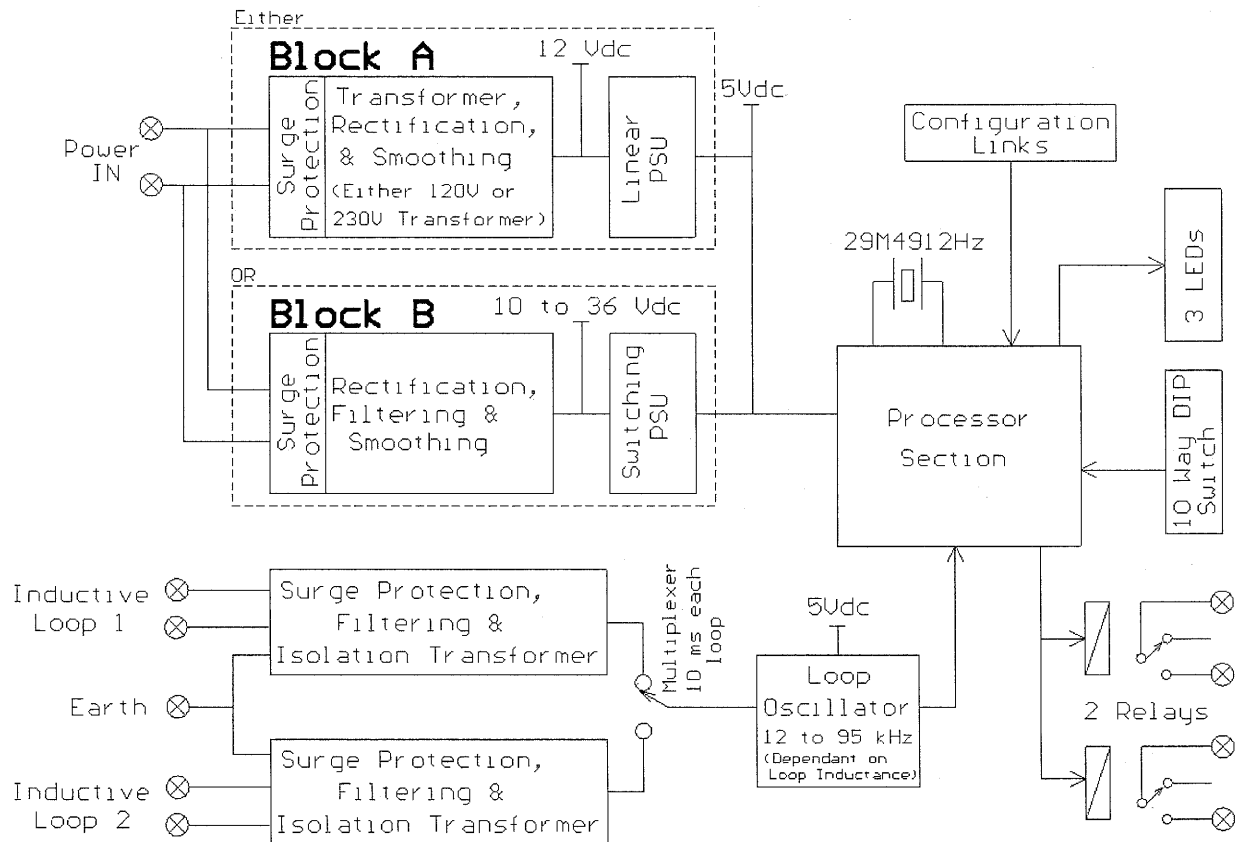 Either
Block A
12 Vdc
5Vdc
Surge
Protection
Transformer,
Rectification,
& Smoothing
(Either 120V or
230V Transformer)
Linear
PSU
Power
IN
Configuration
Links
29M4912Hz
3 LEDs
OR
Block B
10 to 36 Vdc
Surge
Protection
Rectification,
Filtering &
Smoothing
Switching
PSU
Processor
Section
10 Way DIP
Switch
Inductive
Loop 1
Surge Protection,
Filtering &
Isolation Transformer
Multiplexer
10 ms each
loop
5Vdc
Earth
Loop
Oscillator
12 to 95 kHz
(Dependant on
Loop Inductance)
2 Relays
Inductive
Loop 2
Surge Protection,
Filtering &
Isolation Transformer